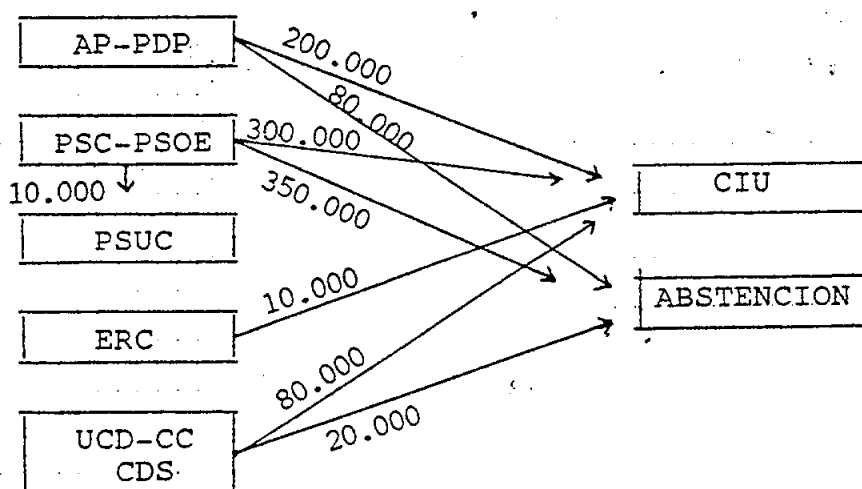 AP-PDP
200.000
80.000
PSC-PSOE
300.000
350.000
10.000
PSUC
CIU
ABSTENCION
ERC
10.000
UCD-CC
CDS
80.000
20.000